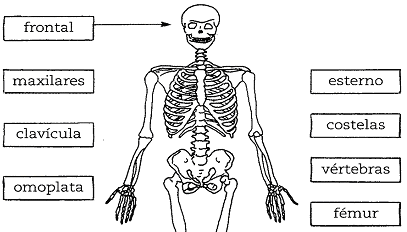 frontal
maxilares
clavícula
omoplata
esterno
costelas
vértebras
fémur